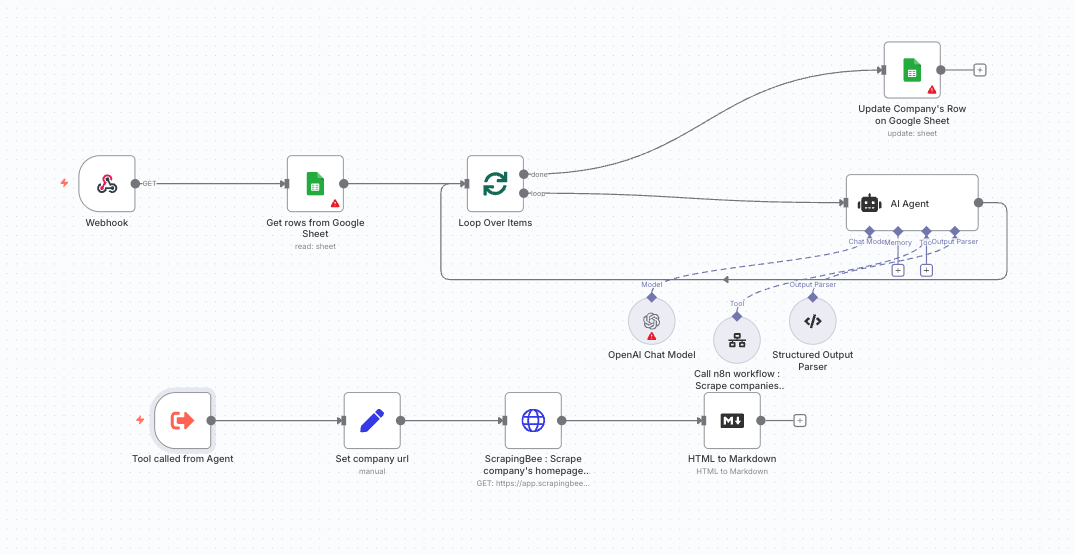 Update Company's Row
on Google Sheet
update: sheet
GET
Webhook
Get rows from Google
Sheet
read: sheet
done
loop
Loop Over Items
AI Agent
Chat Mode
Memory
Too
Output Parser
Model
OpenAI Chat Model
Tool
Call n8n workflow :
Scrape companies..
Output Parser
Structured Output
Parser
Tool called from Agent
Set company url
manual
ScrapingBee : Scrape
company's homepage...
GET: https://app.scrapingbee...
M
HTML to Markdown
HTML to Markdown